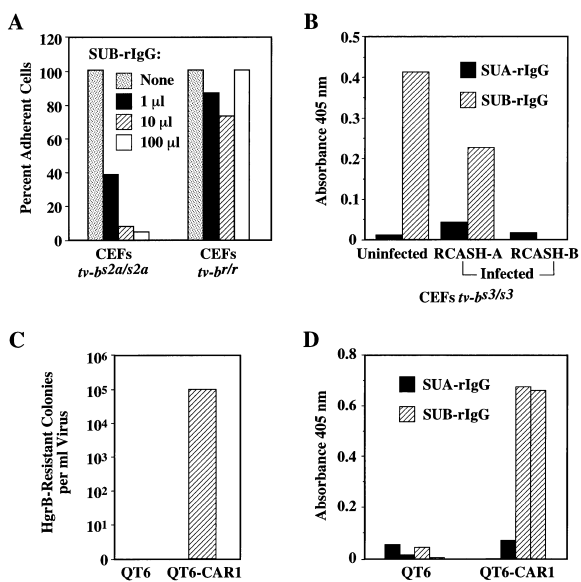 A
SUB-rIgG:
None
1 µl
10 µl
100 µl
Percent Adherent Cells
120
100
80
60
40
20
0
CEFs
tv-bs2a/s2a
CEFs
tv-br/r
B
SUA-rIgG
SUB-rIgG
Absorbance 405 nm
0.5
0.4
0.3
0.2
0.1
0
Uninfected RCASH-A RCASH-B
Infected
CEFs tv-bs3/s3
C
HgrB-Resistant Colonies
per ml Virus
10⁶
10⁵
10⁴
10³
10²
10¹
0
QT6 QT6-CAR1
D
SUA-rIgG
SUB-rIgG
Absorbance 405 nm
0.8
0.6
0.4
0.2
0
QT6 QT6-CAR1